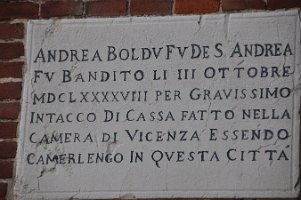 ANDREA BOLDV FV DE S. ANDREA
FV BANDITO LI III OTTOBRE
MDCLXXXXVIII PER GRAVISSIMO
INTACCO DI CASSA FATTO NELLA
CAMERA DI VICENZA ESSENDO
CAMERLENGO IN QVESTA CITTÁ